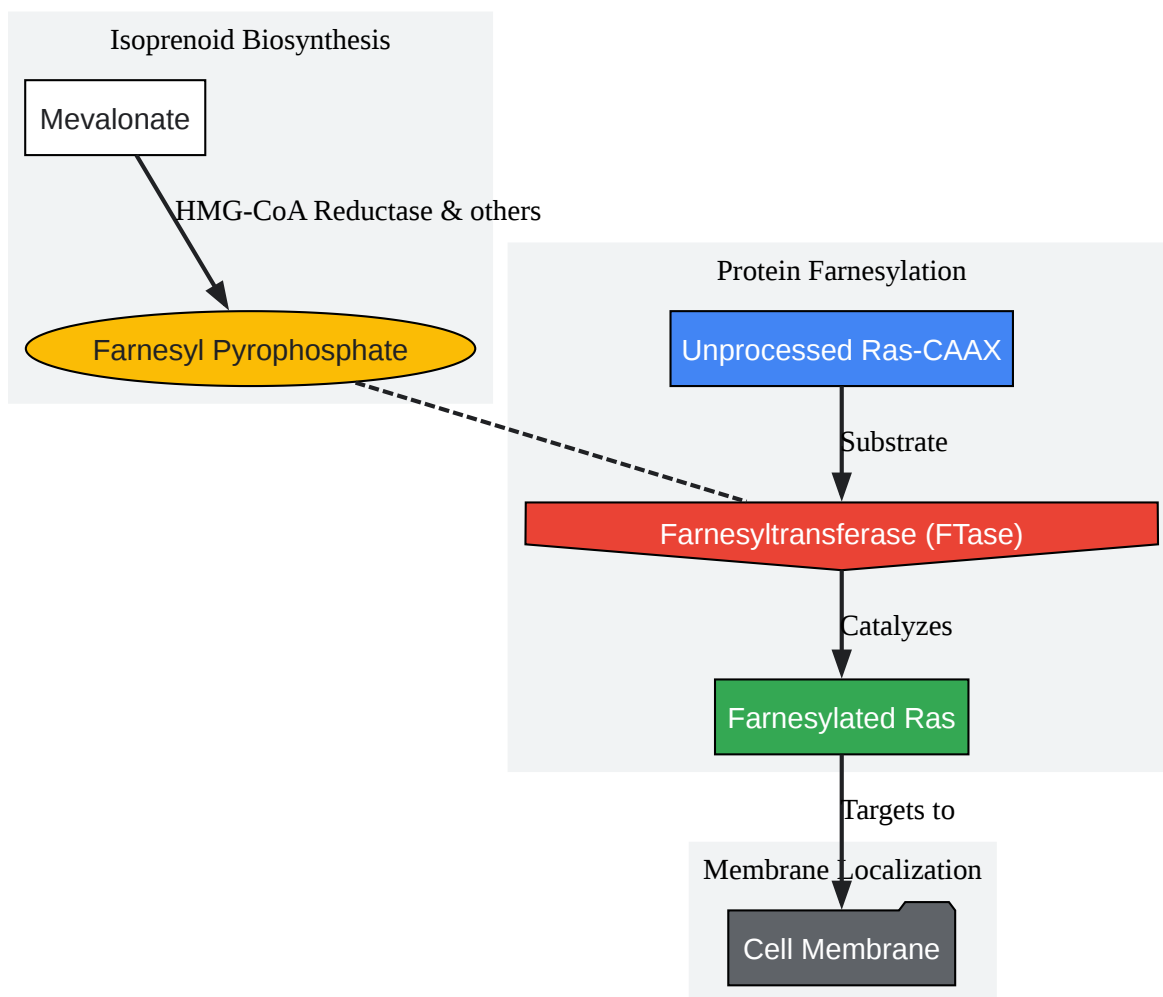 Isoprenoid Biosynthesis
Mevalonate
HMG-CoA Reductase & others
Farnesyl Pyrophosphate
Protein Farnesylation
Unprocessed Ras-CAAX
Substrate
Farnesyltransferase (FTase)
Catalyzes
Farnesylated Ras
Targets to
Membrane Localization
Cell Membrane